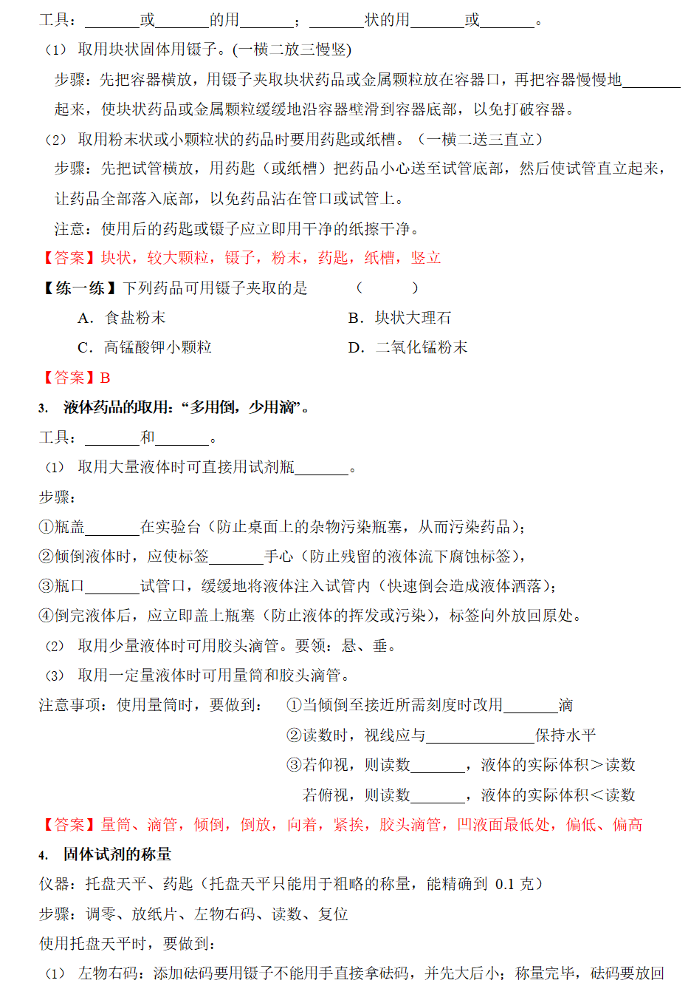 工具：_______或_______的用_______；_______状的用_______或_______。
（1） 取用块状固体用镊子。(一横二放三慢竖)
步骤：先把容器横放，用镊子夹取块状药品或金属颗粒放在容器口，再把容器慢慢地_______
起来，使块状药品或金属颗粒缓缓地沿容器壁滑到容器底部，以免打破容器。
（2） 取用粉末状或小颗粒状的药品时要用药匙或纸槽。（一横二送三直立）
步骤：先把试管横放，用药匙（或纸槽）把药品小心送至试管底部，然后使试管直立起来，
让药品全部落入底部，以免药品沾在管口或试管上。
注意：使用后的药匙或镊子应立即用干净的纸擦干净。
【答案】块状，较大颗粒，镊子，粉末，药匙，纸槽，竖立
【练一练】下列药品可用镊子夹取的是 （ ）
A．食盐粉末 B．块状大理石
C．高锰酸钾小颗粒 D．二氧化锰粉末
【答案】B
3. 液体药品的取用：“多用倒，少用滴”。
工具：_______和_______。
（1） 取用大量液体时可直接用试剂瓶_______。
步骤：
①瓶盖_______在实验台（防止桌面上的杂物污染瓶塞，从而污染药品）；
②倾倒液体时，应使标签_______手心（防止残留的液体流下腐蚀标签），
③瓶口_______试管口，缓缓地将液体注入试管内（快速倒会造成液体洒落）；
④倒完液体后，应立即盖上瓶塞（防止液体的挥发或污染），标签向外放回原处。
（2） 取用少量液体时可用胶头滴管。要领：悬、垂。
（3） 取用一定量液体时可用量筒和胶头滴管。
注意事项：使用量筒时，要做到： ①当倾倒至接近所需刻度时改用_______滴
②读数时，视线应与______________保持水平
③若仰视，则读数_______，液体的实际体积＞读数
若俯视，则读数_______，液体的实际体积＜读数
【答案】量筒、滴管，倾倒，倒放，向着，紧挨，胶头滴管，凹液面最低处，偏低、偏高
4. 固体试剂的称量
仪器：托盘天平、药匙（托盘天平只能用于粗略的称量，能精确到 0.1 克）
步骤：调零、放纸片、左物右码、读数、复位
使用托盘天平时，要做到：
（1） 左物右码：添加砝码要用镊子不能用手直接拿砝码，并先大后小；称量完毕，砝码要放回